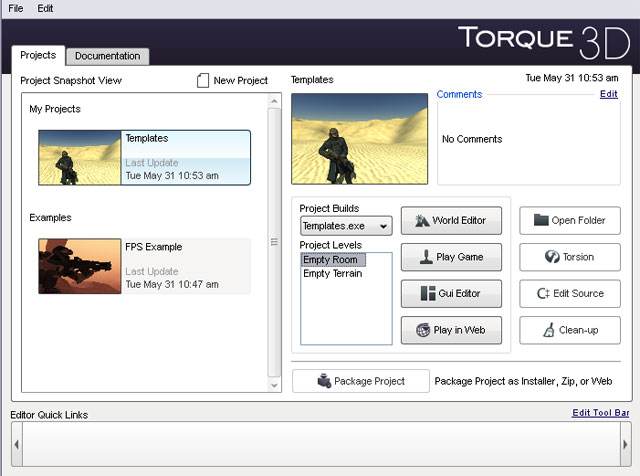 File Edit
TORQUE 3D
Projects Documentation
Project Snapshot View
New Project
My Projects
Templates
Last Update
Tue May 31 10:53 am
Examples
FPS Example
Last Update
Tue May 31 10:47 am
Templates
Tue May 31 10:53 am
Comments
Edit
No Comments
Project Builds
Templates.exe
Project Levels
Empty Room
Empty Terrain
World Editor
Play Game
Gui Editor
Play in Web
Open Folder
Torsion
Edit Source
Clean-up
Package Project
Package Project as Installer, Zip, or Web
Editor Quick Links
Edit Tool Bar